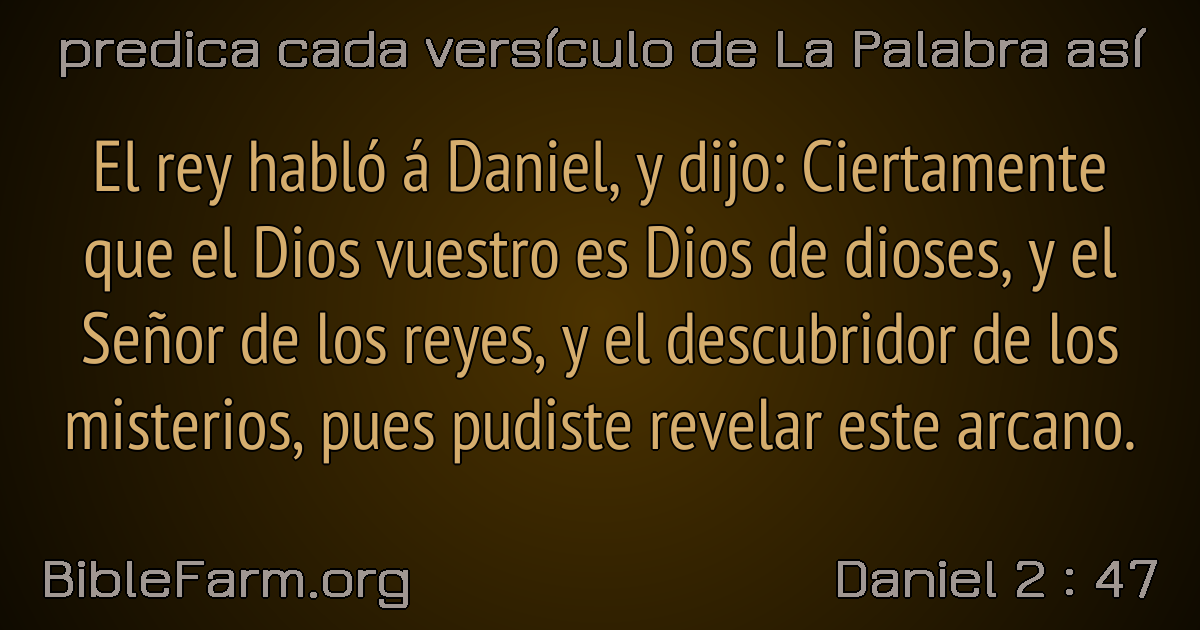 predica cada versículo de La Palabra así
El rey habló á Daniel, y dijo: Ciertamente
que el Dios vuestro es Dios de dioses, y el
Señor de los reyes, y el descubridor de los
misterios, pues pudiste revelar este arcano.
BibleFarm.org
Daniel 2 : 47